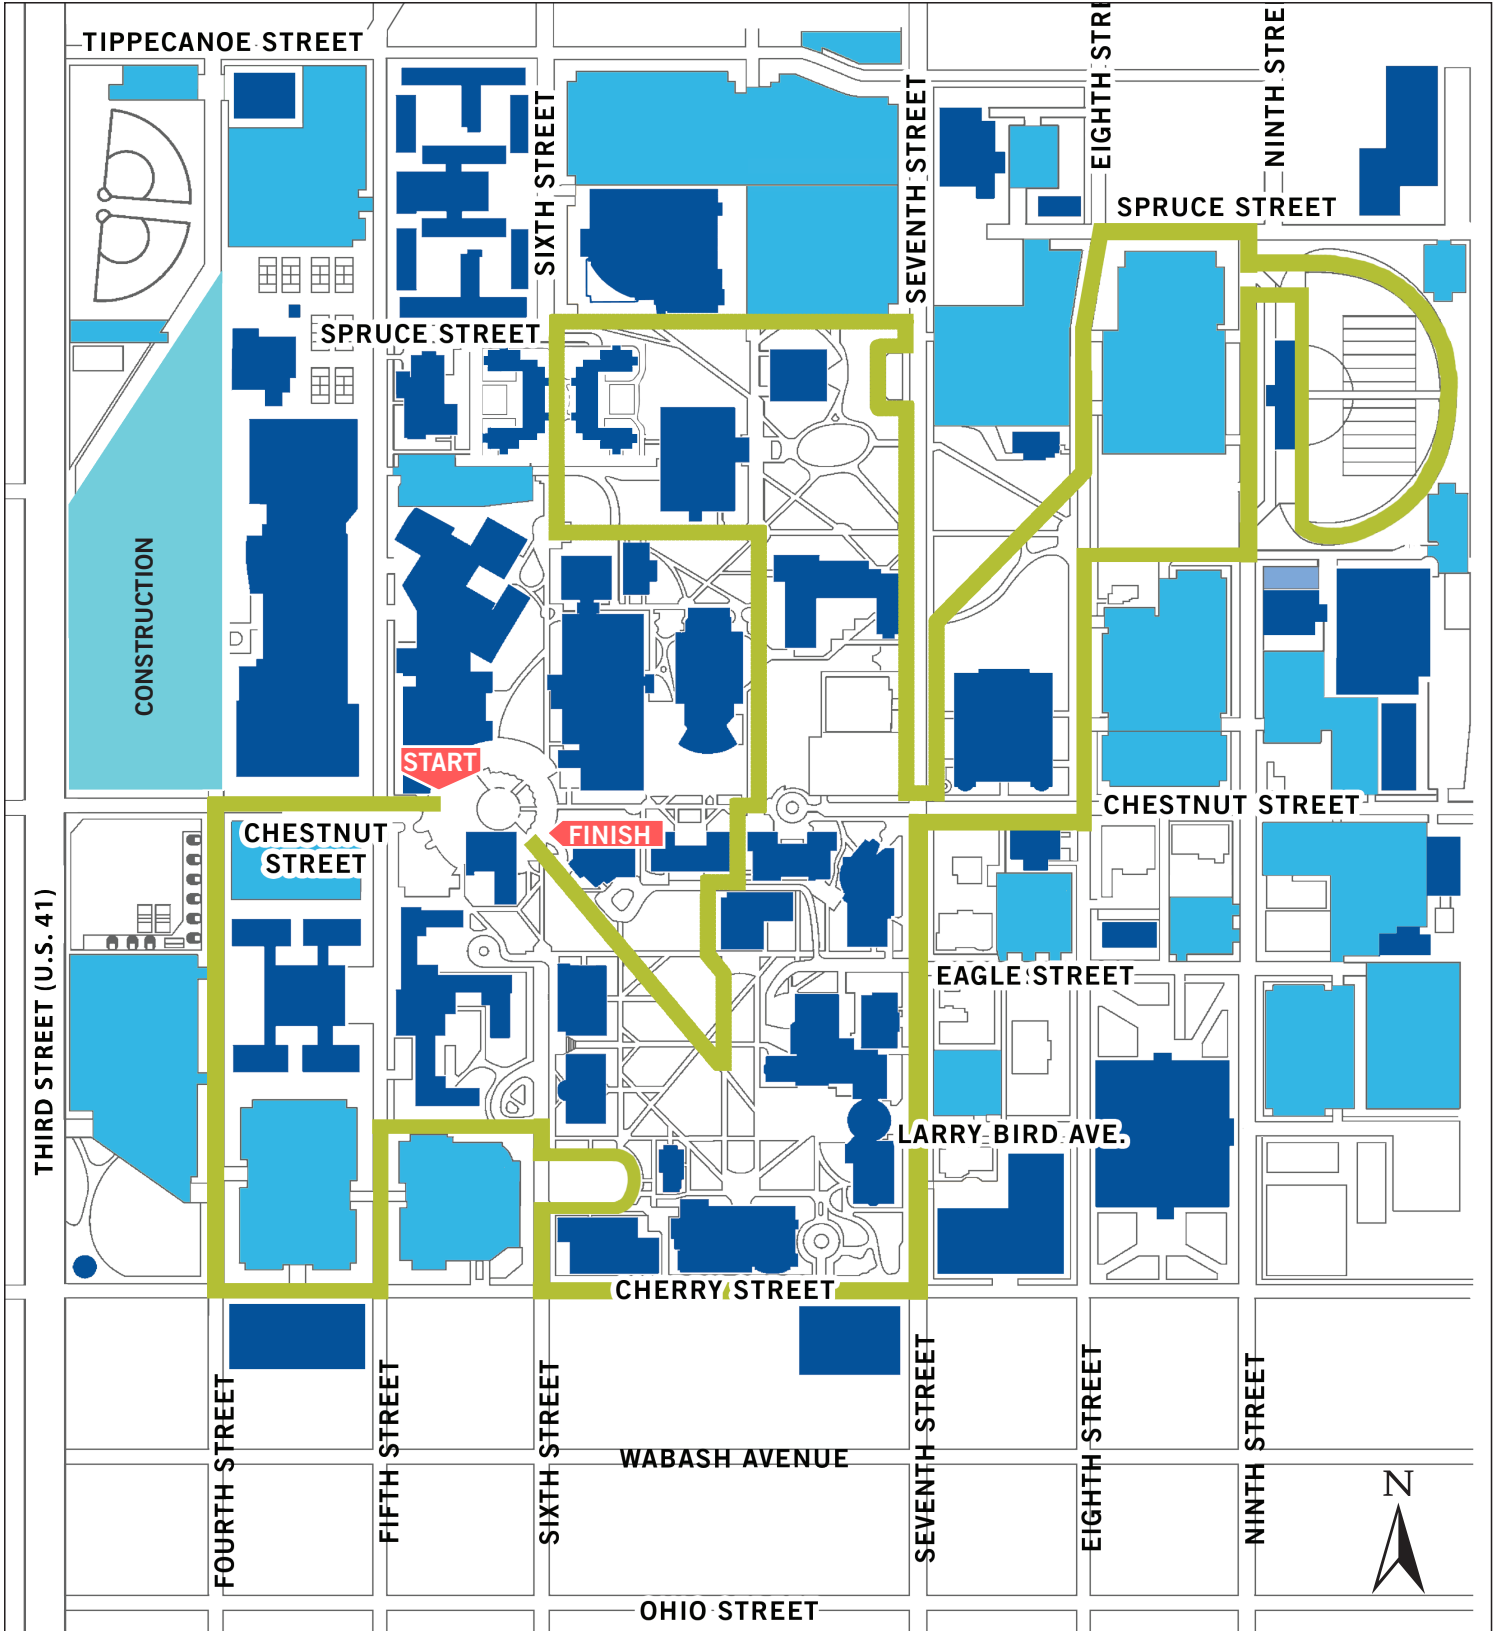 TIPPECANOE STREET
SIXTH STREET
SEVENTH STREET
EIGHTH STRE
NINTH STREE
SPRUCE STREET
SPRUCE STREET
CONSTRUCTION
START
CHESTNUT STREET
CHESTNUT
STREET
FINISH
THIRD STREET (U.S. 41)
EAGLE STREET
LARRY BIRD AVE.
CHERRY STREET
FOURTH STREET
FIFTH STREET
SIXTH STREET
WABASH AVENUE
SEVENTH STREET
EIGHTH STREET
NINTH STREET
N
OHIO STREET